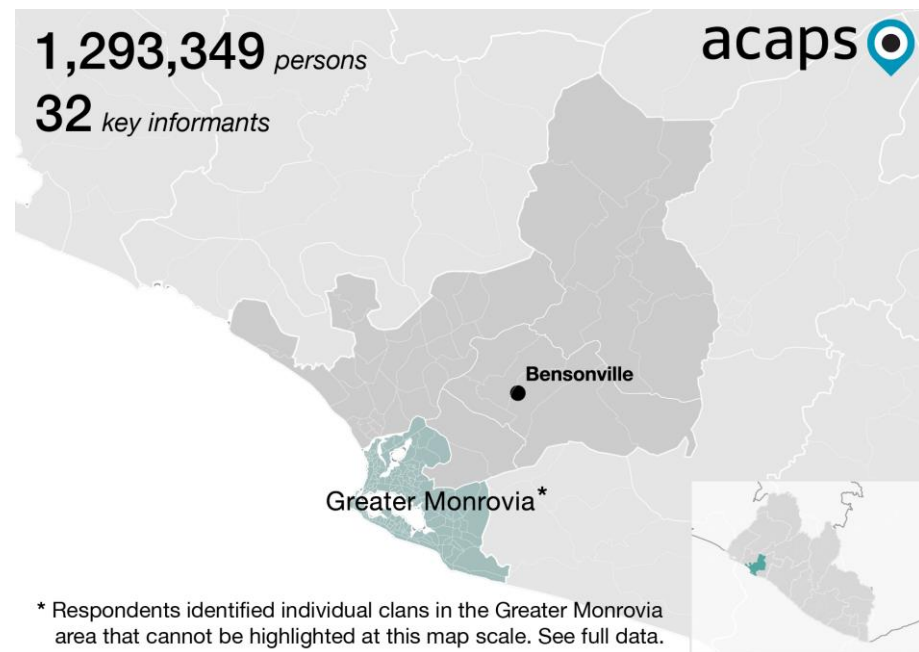 1,293,349 persons
32 key informants
acaps
Bensonville
Greater Monrovia*
* Respondents identified individual clans in the Greater Monrovia
area that cannot be highlighted at this map scale. See full data.